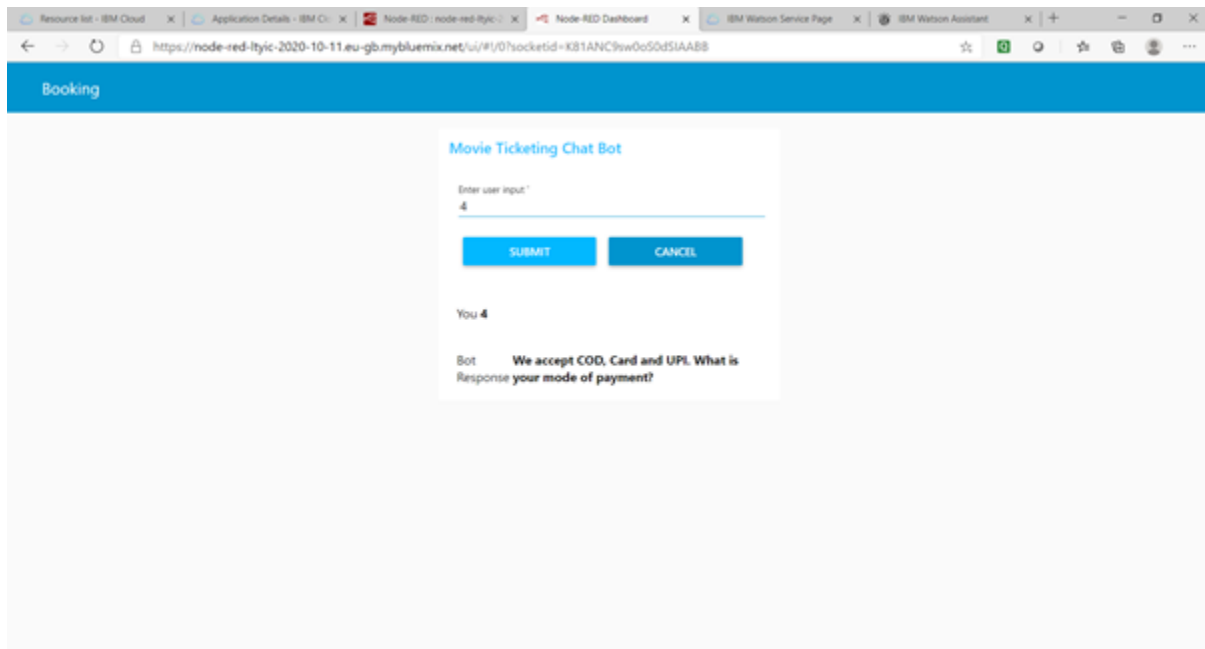 Resource list - IBM Cloud
Application Details - IBM Cl
Node-RED : node-red-ltyic-2
Node-RED Dashboard
IBM Watson Service Page
IBM Watson Assistant
https://node-red-ltyic-2020-10-11.eu-gb.mybluemix.net/ui/#!/0?socketid=
Booking
Movie Ticketing Chat Bot
Enter user input *
4
SUBMIT CANCEL
You 4
Bot We accept COD, Card and UPI. What is
Response your mode of payment?